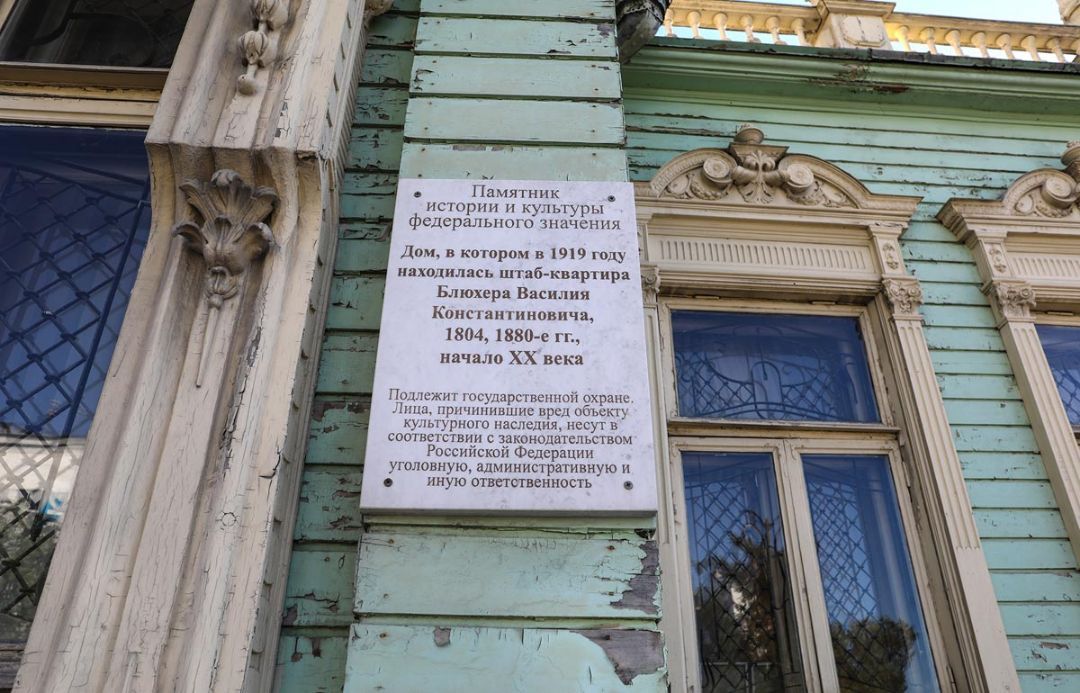 Памятник
истории и культуры
федерального значения
Дом, в котором в 1919 году
находилась штаб-квартира
Блюхера Василия
Константиновича,
1804, 1880-е гг.,
начало XX века
Подлежит государственной охране.
Лица, причинившие вред объекту
культурного наследия, несут в
соответствии с законодательством
Российской Федерации
уголовную, административную и
иную ответственность